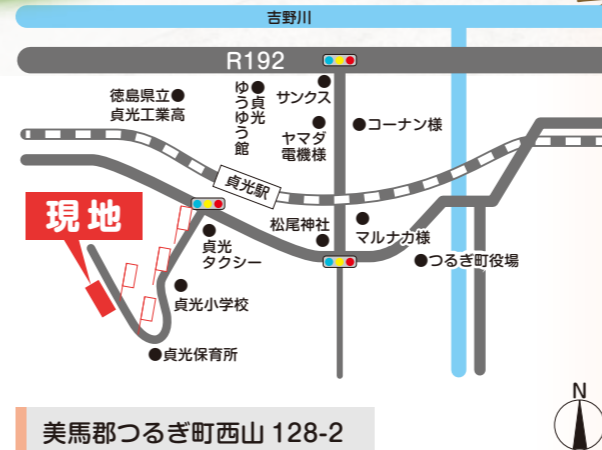 吉野川
R192
徳島県立
貞光工業高
貞光
ゆうゆう館
サンクス
ヤマダ
電機様
コーナン様
貞光駅
現地
松尾神社
マルナカ様
貞光
タクシー
つるぎ町役場
貞光小学校
貞光保育所
美馬郡つるぎ町西山 128-2
N